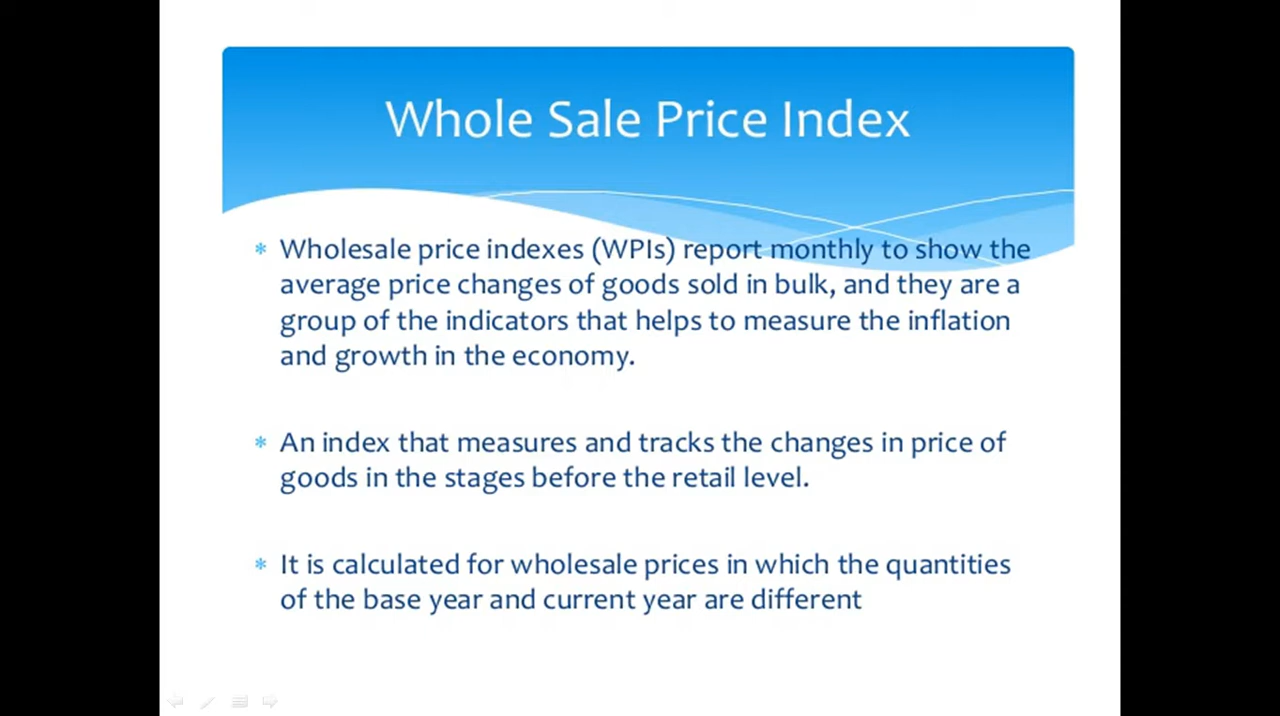 Whole Sale Price Index
* Wholesale price indexes (WPIs) report monthly to show the
average price changes of goods sold in bulk, and they are a
group of the indicators that helps to measure the inflation
and growth in the economy.
* An index that measures and tracks the changes in price of
goods in the stages before the retail level.
* It is calculated for wholesale prices in which the quantities
of the base year and current year are different